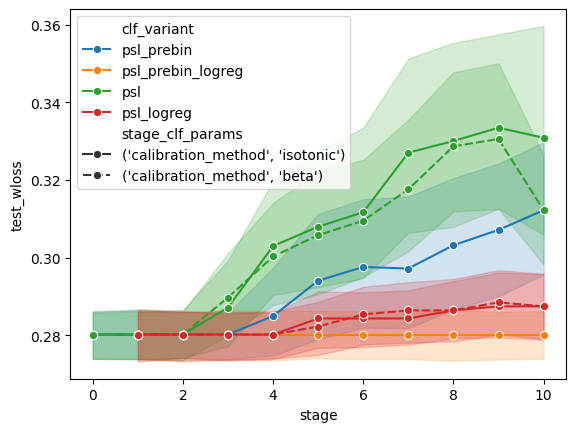 clf_variant
psl_prebin
psl_prebin_logreg
psl
psl_logreg
stage_clf_params
('calibration_method', 'isotonic')
('calibration_method', 'beta')
test_wloss
0.36
0.34
0.32
0.30
0.28
0 2 4 6 8 10
stage